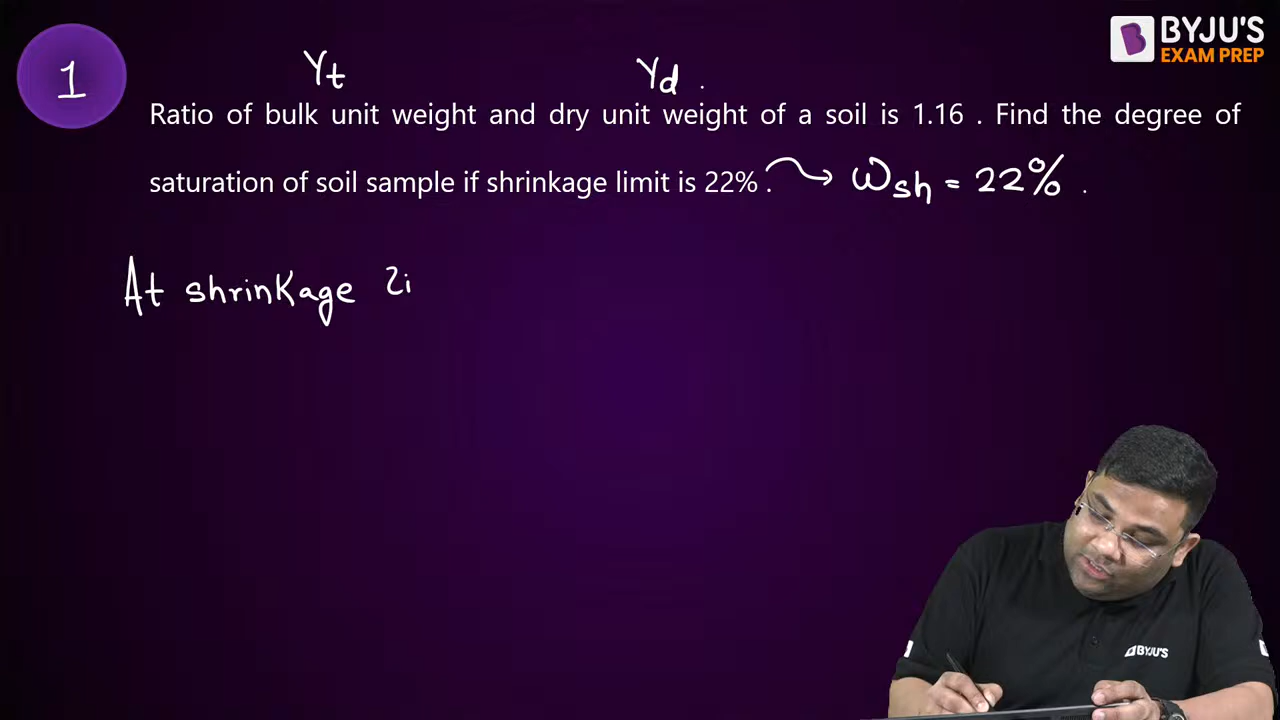 BYJU'S
EXAM PREP
1
γt γd .
Ratio of bulk unit weight and dry unit weight of a soil is 1.16 . Find the degree of
saturation of soil sample if shrinkage limit is 22% . → ωsh = 22% .
At shrinkage Li
BYJU'S